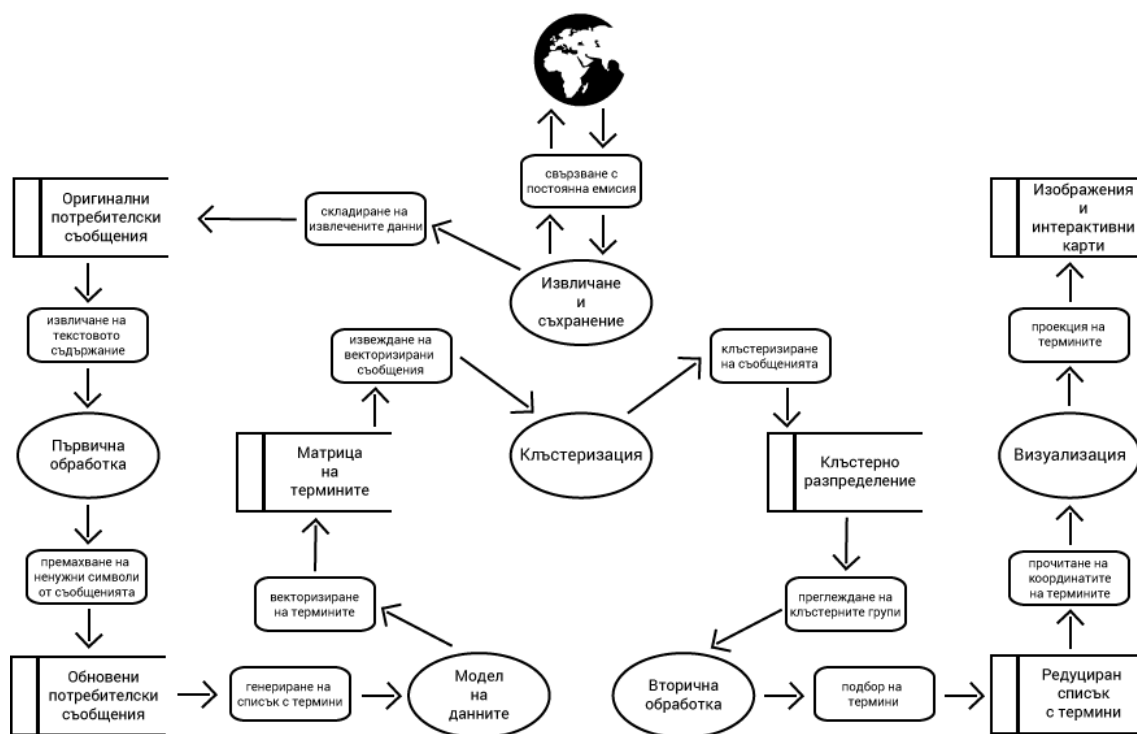 свързване с
постоянна емисия
Оригинални
потребителски
съобщения
складиране на
извлечените данни
Изображения
и
интерактивни
карти
Извличане
и
съхранение
извличане на
текстовото
съдържание
извеждане на
векторизирани
съобщения
клъстеризиране
на съобщенията
проекция на
термините
Първична
обработка
Матрица
на
термините
Клъстеризация
Клъстерно
разпределение
Визуализация
премахване на
ненужни символи
от съобщенията
векторизиране
на термините
преглеждане на
клъстерните групи
прочитане на
координатите
на термините
Обновени
потребителски
съобщения
генериране на
списък с термини
Модел
на
данните
Вторична
обработка
подбор на
термини
Редуциран
списък
с термини